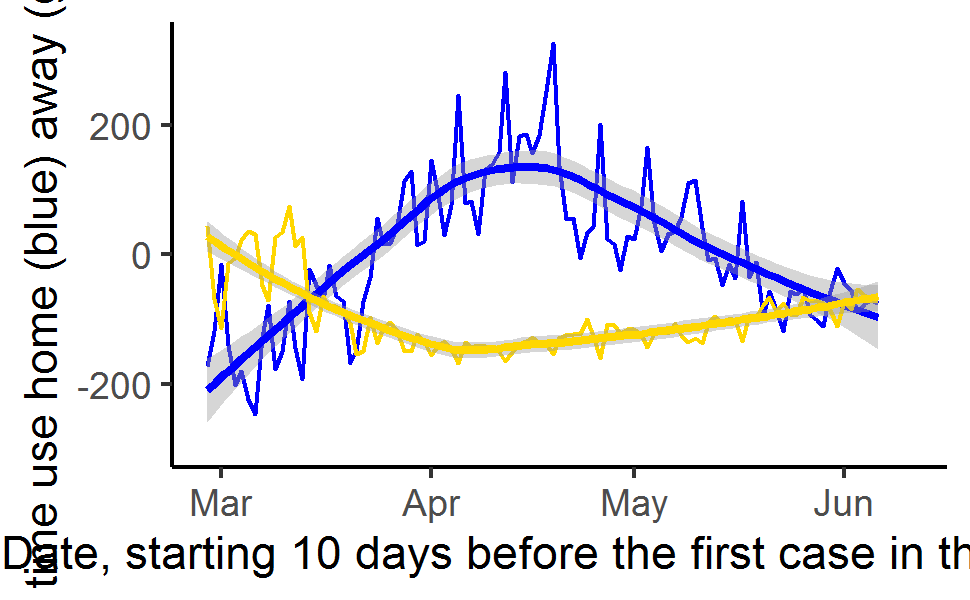 time use home (blue) away (
200
0
-200
Mar Apr May Jun
Date, starting 10 days before the first case in th